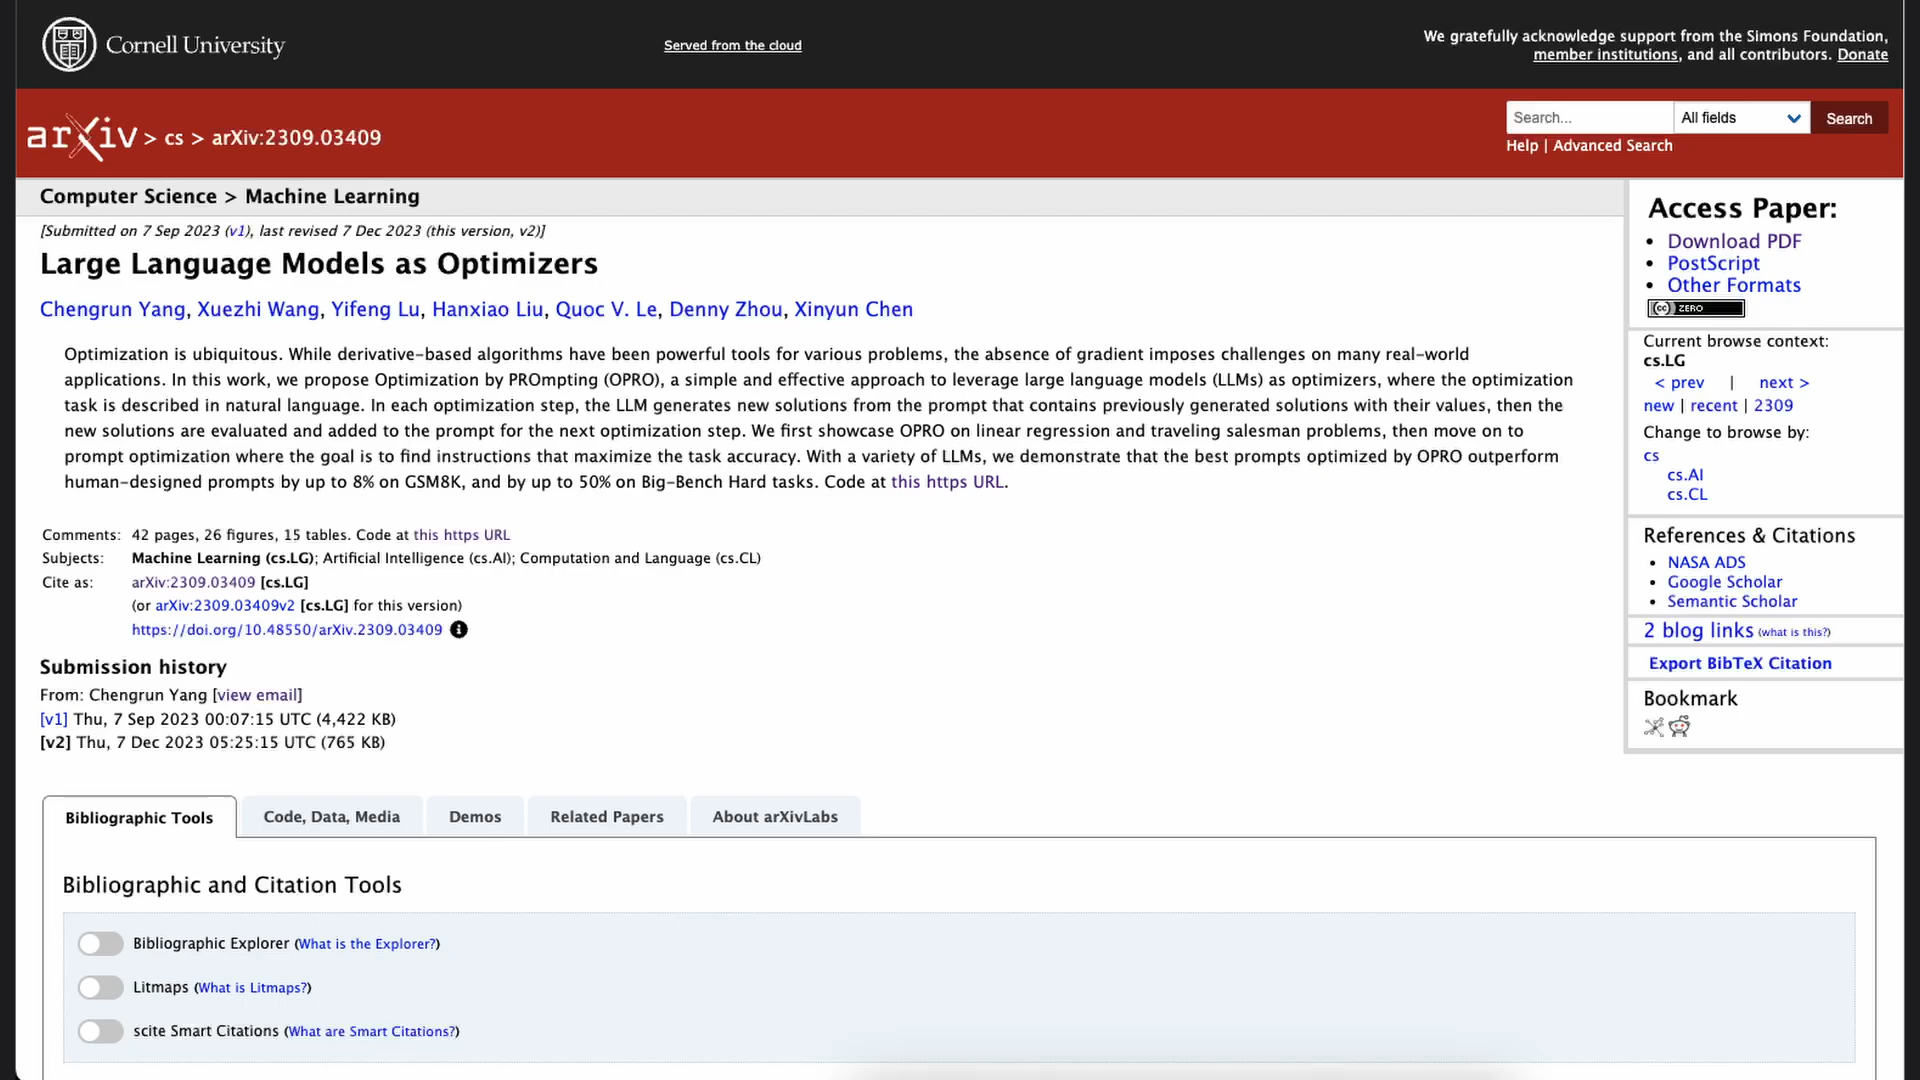 Cornell University
Served from the cloud
We gratefully acknowledge support from the Simons Foundation,
member institutions, and all contributors. Donate
arXiv > cs > arXiv:2309.03409
Search...
All fields
Search
Help | Advanced Search
Computer Science > Machine Learning
[Submitted on 7 Sep 2023 (v1), last revised 7 Dec 2023 (this version, v2)]
Large Language Models as Optimizers
Chengrun Yang, Xuezhi Wang, Yifeng Lu, Hanxiao Liu, Quoc V. Le, Denny Zhou, Xinyun Chen
Optimization is ubiquitous. While derivative-based algorithms have been powerful tools for various problems, the absence of gradient imposes challenges on many real-world
applications. In this work, we propose Optimization by PROmpting (OPRO), a simple and effective approach to leverage large language models (LLMs) as optimizers, where the optimization
task is described in natural language. In each optimization step, the LLM generates new solutions from the prompt that contains previously generated solutions with their values, then the
new solutions are evaluated and added to the prompt for the next optimization step. We first showcase OPRO on linear regression and traveling salesman problems, then move on to
prompt optimization where the goal is to find instructions that maximize the task accuracy. With a variety of LLMs, we demonstrate that the best prompts optimized by OPRO outperform
human-designed prompts by up to 8% on GSM8K, and by up to 50% on Big-Bench Hard tasks. Code at this https URL.
Comments: 42 pages, 26 figures, 15 tables. Code at this https URL
Subjects: Machine Learning (cs.LG); Artificial Intelligence (cs.AI); Computation and Language (cs.CL)
Cite as: arXiv:2309.03409 [cs.LG]
(or arXiv:2309.03409v2 [cs.LG] for this version)
https://doi.org/10.48550/arXiv.2309.03409
Submission history
From: Chengrun Yang [view email]
[v1] Thu, 7 Sep 2023 00:07:15 UTC (4,422 KB)
[v2] Thu, 7 Dec 2023 05:25:15 UTC (765 KB)
Access Paper:
Download PDF
PostScript
Other Formats
cc ZERO
Current browse context:
cs.LG
< prev | next >
new | recent | 2309
Change to browse by:
cs
cs.AI
cs.CL
References & Citations
NASA ADS
Google Scholar
Semantic Scholar
2 blog links (what is this?)
Export BibTeX Citation
Bookmark
Bibliographic Tools
Code, Data, Media
Demos
Related Papers
About arXivLabs
Bibliographic and Citation Tools
Bibliographic Explorer (What is the Explorer?)
Litmaps (What is Litmaps?)
scite Smart Citations (What are Smart Citations?)